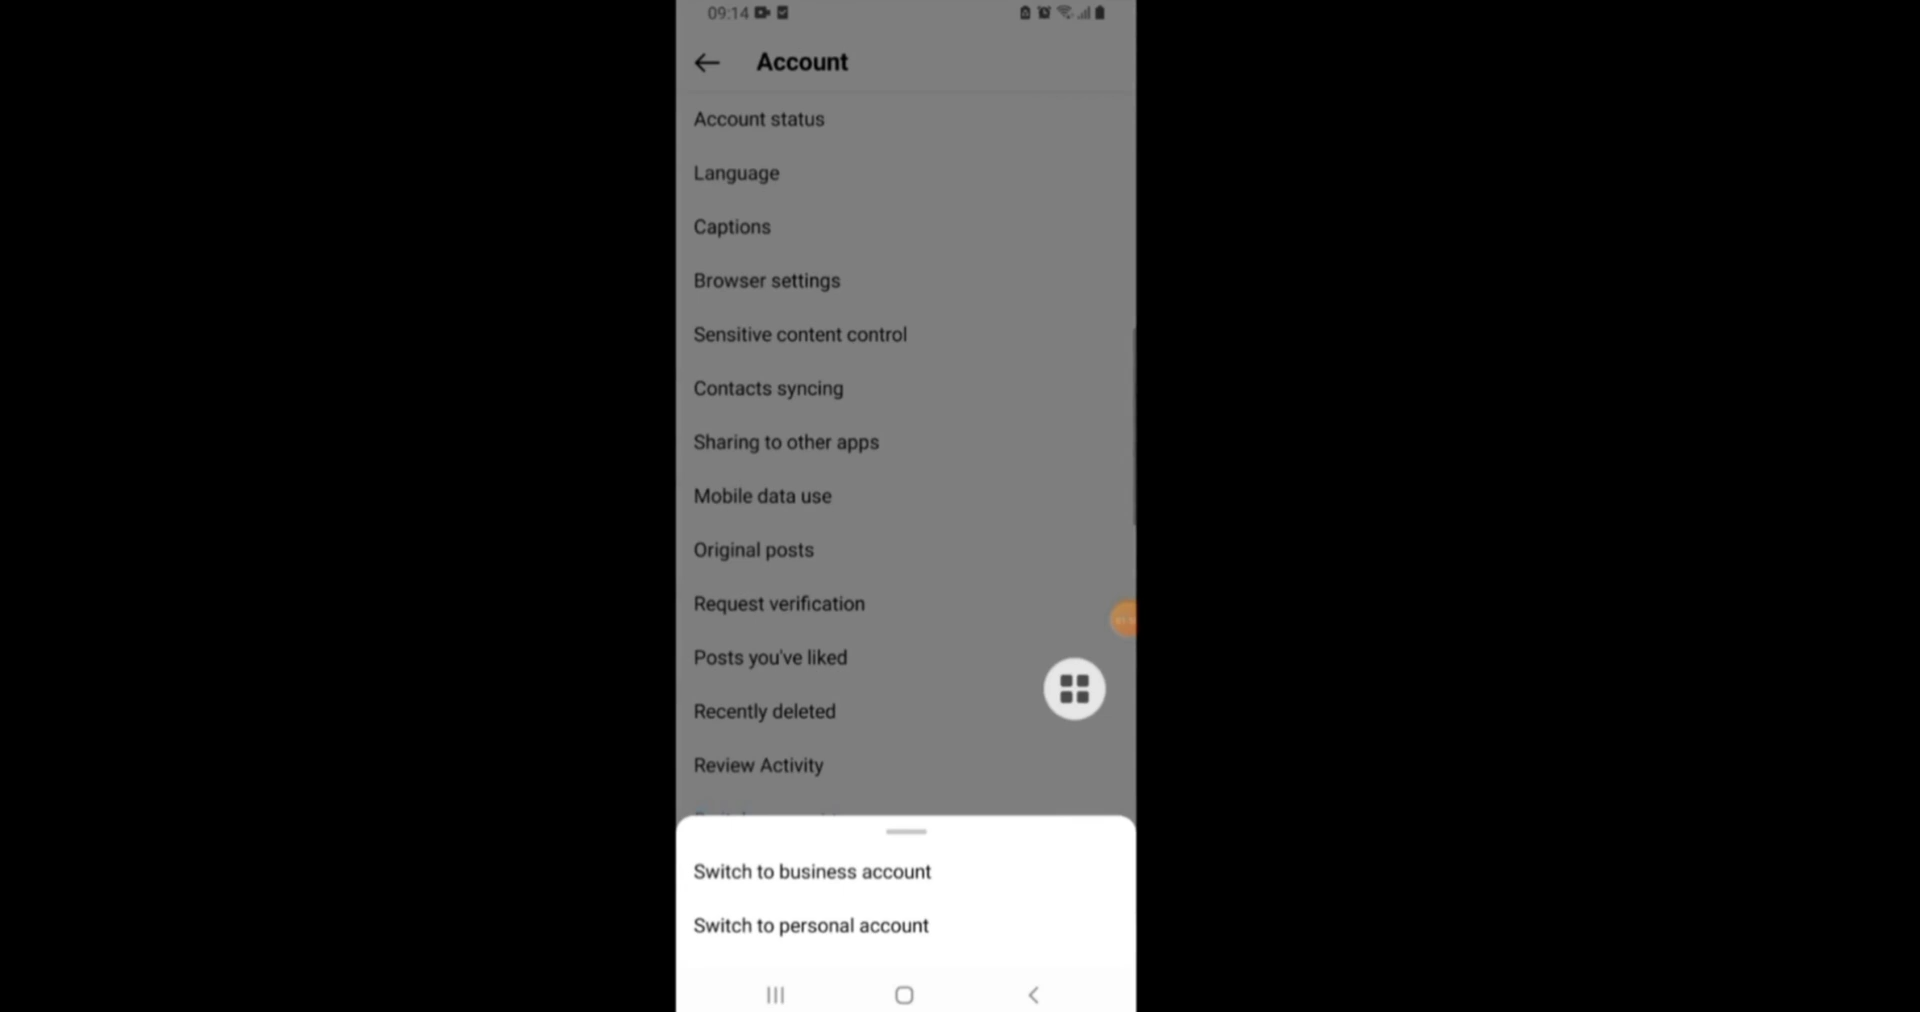 09:14
Account
Account status
Language
Captions
Browser settings
Sensitive content control
Contacts syncing
Sharing to other apps
Mobile data use
Original posts
Request verification
Posts you've liked
Recently deleted
Review Activity
Switch to business account
Switch to personal account